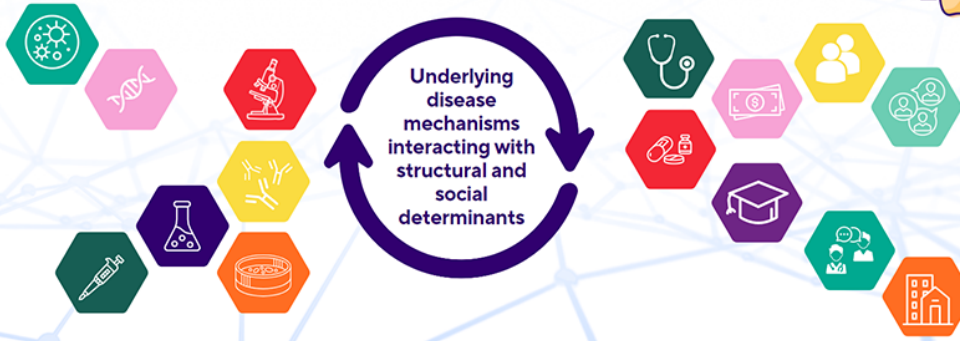 Underlying
disease
mechanisms
interacting with
structural and
social
determinants